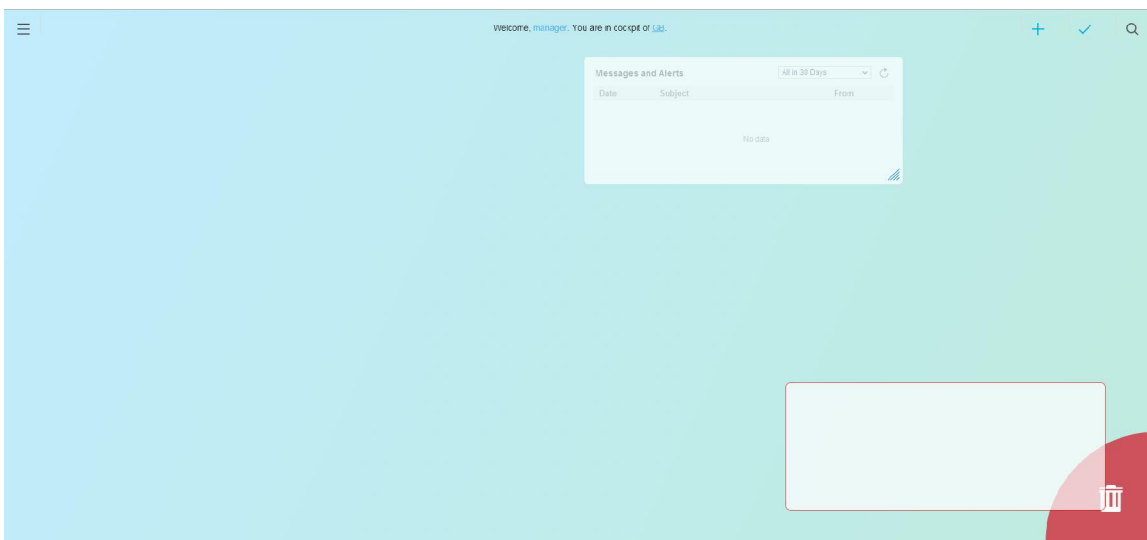 Welcome, manager. You are in cockpit of GB.
Messages and Alerts
All in 30 Days
Date Subject From
No data